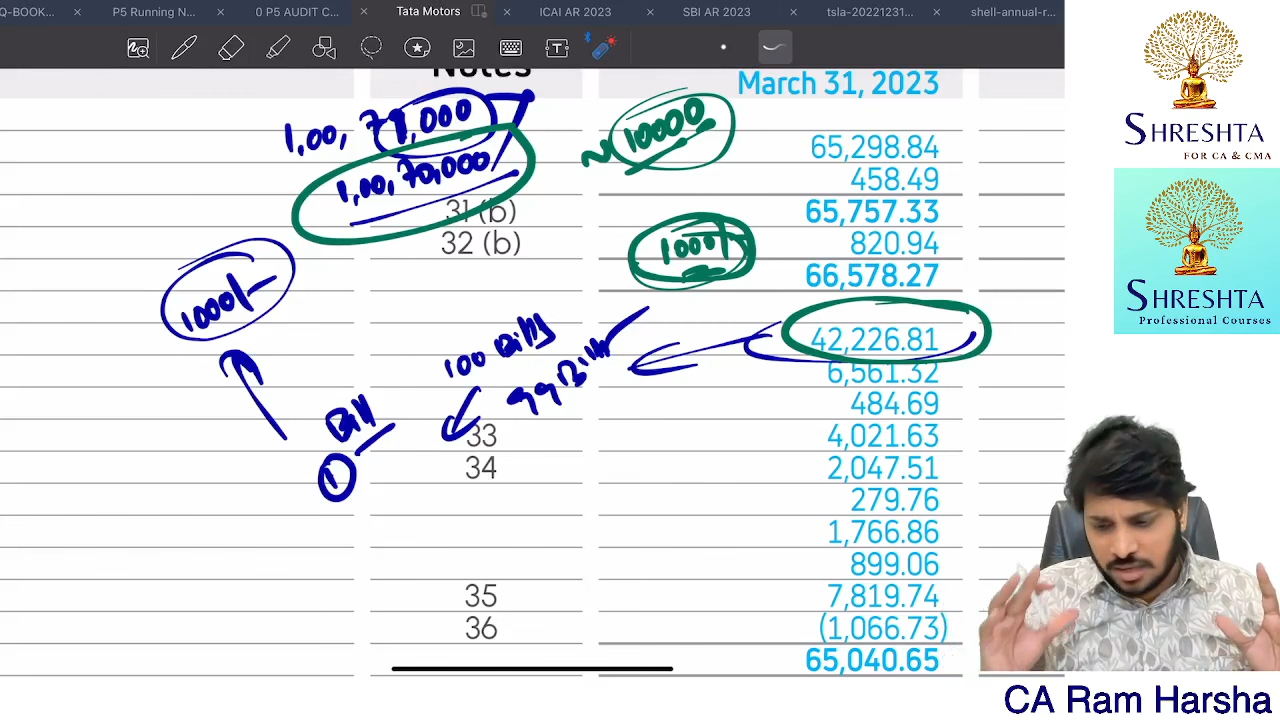 Q-BOOK... × P5 Running N... × 0 P5 AUDIT C... × Tata Motors × ICAI AR 2023 × SBI AR 2023 × tsla-20221231... × shell-annual-r...
Notes March 31, 2023
1,00,79,000
10000
65,298.84
1,00,70,000
458.49
31 (b) 65,757.33
32 (b) 1000/- 820.94
66,578.27
1000/-
100 Bills 42,226.81
99 Bills 6,561.32
Bill 484.69
33 4,021.63
1 34 2,047.51
279.76
1,766.86
899.06
35 7,819.74
36 (1,066.73)
65,040.65
SHRESHTA
FOR CA & CMA
SHRESHTA
Professional Courses
CA Ram Harsha